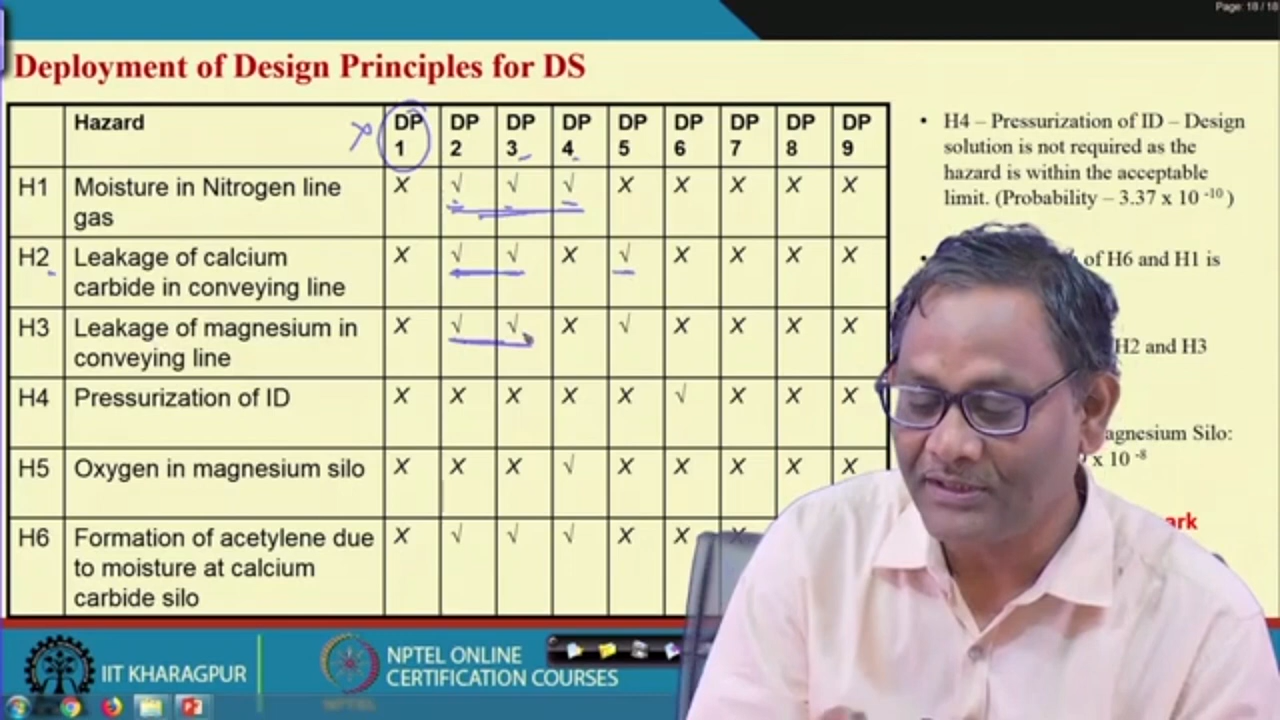 Page: 18 / 18
Deployment of Design Principles for DS
Hazard DP 1 DP 2 DP 3 DP 4 DP 5 DP 6 DP 7 DP 8 DP 9
H1 Moisture in Nitrogen line gas X √ √ √ X X X X X
H2 Leakage of calcium carbide in conveying line X √ √ X √ X X X X
H3 Leakage of magnesium in conveying line X √ √ X √ X X X X
H4 Pressurization of ID X X X X X √ X X X
H5 Oxygen in magnesium silo X X X √ X X X X X
H6 Formation of acetylene due to moisture at calcium carbide silo X √ √ √ X X X
• H4 – Pressurization of ID – Design
solution is not required as the
hazard is within the acceptable
limit. (Probability – 3.37 x 10 -10 )
of H6 and H1 is
H2 and H3
Silo:
x 10 -8
IIT KHARAGPUR
NPTEL ONLINE
CERTIFICATION COURSES
NPTEL